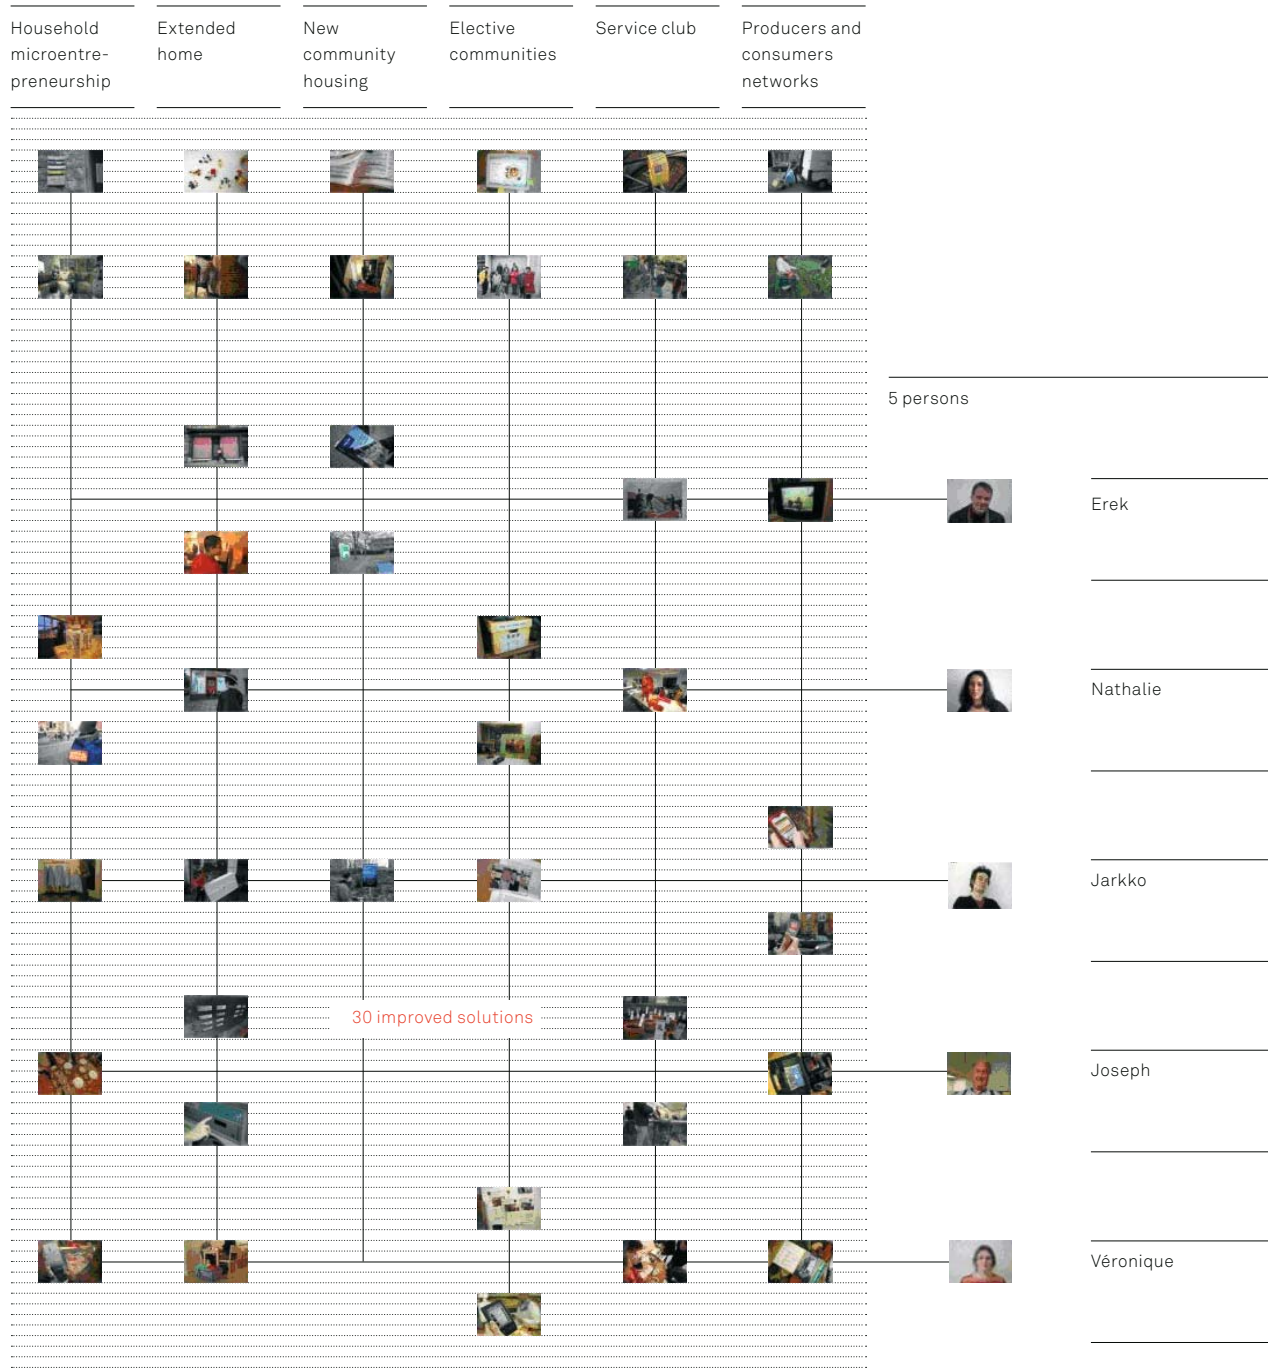 Household
microentre-
preneurship
Extended
home
New
community
housing
Elective
communities
Service club
Producers and
consumers
networks
5 persons
Erek
Nathalie
Jarkko
30 improved solutions
Joseph
Véronique